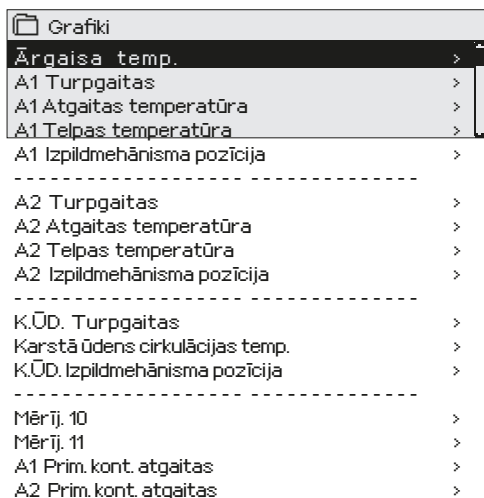 Grafiki
Ārgaisa temp. >
A1 Turpgaitas >
A1 Atgaitas temperatūra >
A1 Telpas temperatūra >
A1 Izpildmehānisma pozīcija >
- - - - - - - - - - - - - - - - - - - - - - - - - - - - - - - - - -
A2 Turpgaitas >
A2 Atgaitas temperatūra >
A2 Telpas temperatūra >
A2 Izpildmehānisma pozīcija >
- - - - - - - - - - - - - - - - - - - - - - - - - - - - - - - - - -
K.ŪD. Turpgaitas >
Karstā ūdens cirkulācijas temp. >
K.ŪD. Izpildmehānisma pozīcija >
- - - - - - - - - - - - - - - - - - - - - - - - - - - - - - - - - -
Mērīj. 10 >
Mērīj. 11 >
A1 Prim. kont. atgaitas >
A2 Prim. kont. atgaitas >